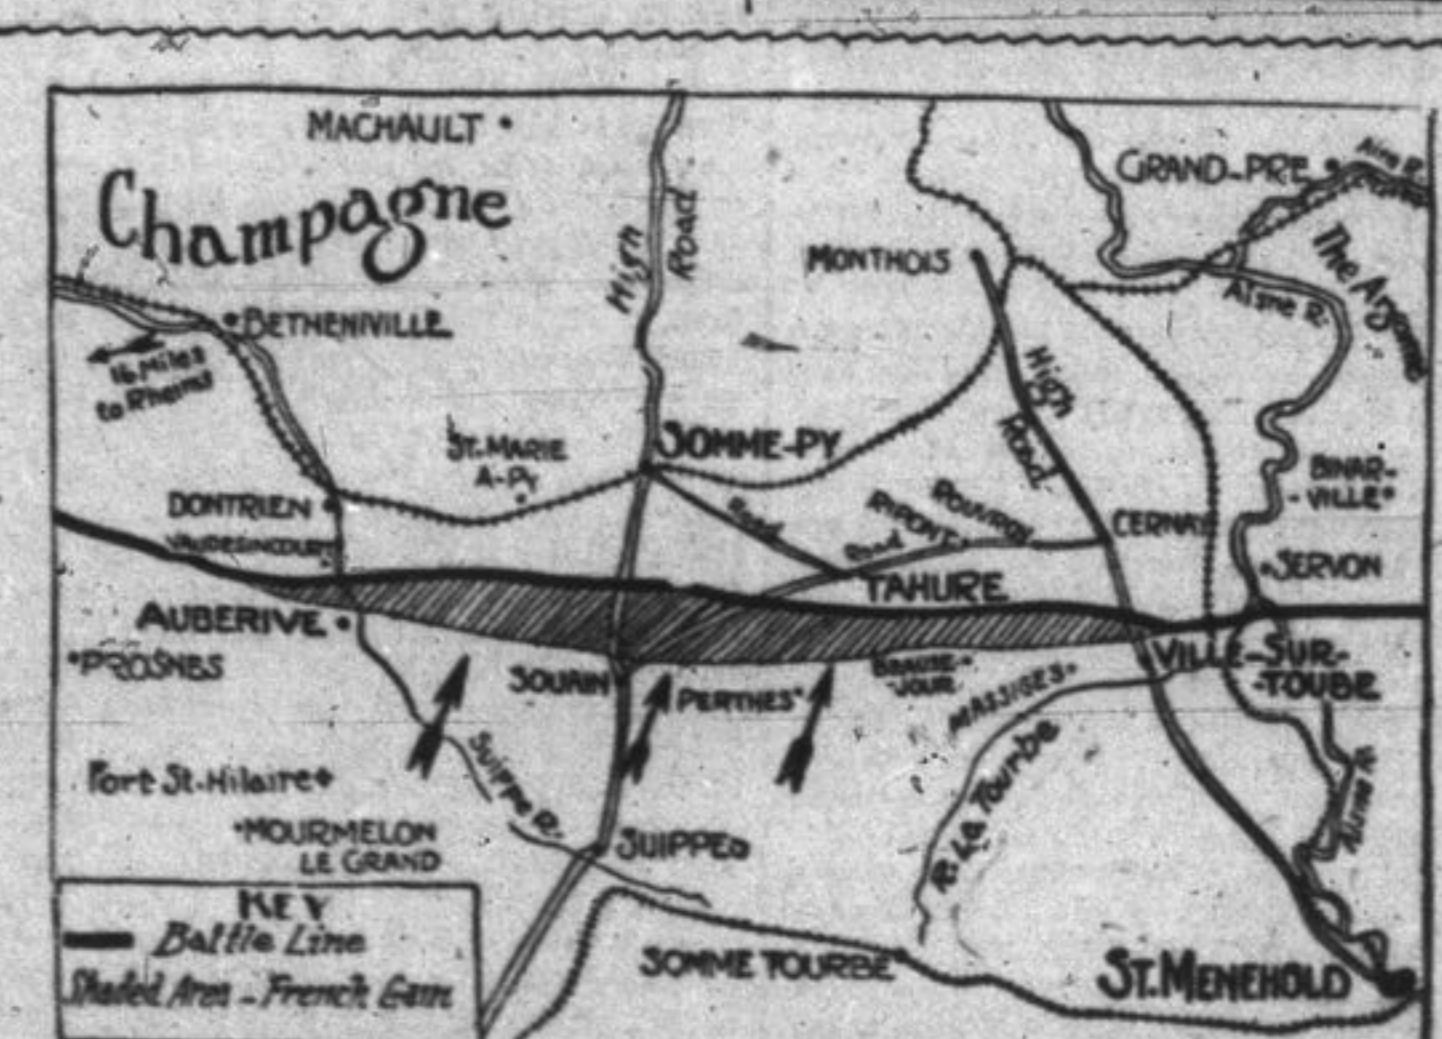 MACHAULT
Champagne
High
Road
GRAND-PRE
Aire R.
The Argonne
MONTHOIS
Aisne R.
BETHENIVILLE
16 Miles
to Rheims
High
Road
ST. MARIE
A-PY
SOMME-PY
BINAR-
-VILLE
DONTRIEN
Road
RIPONT
ROUVROY
Road
CERNAY
VAUDESINCOURT
SERVON
TAHURE
AUBERIVE
PROSNES
SOUAIN
PERTHES
BEAUSE-
-JOUR
MASSIGES
VILLE-SUR-
-TOUBE
Fort St. Hilaire
Suippe R.
R. La Tourbe
Aisne R.
MOURMELON
LE GRAND
SUIPPES
KEY
Battle Line
Shaded Area - French Gain
SOMME TOURBE
ST. MENEHOLD